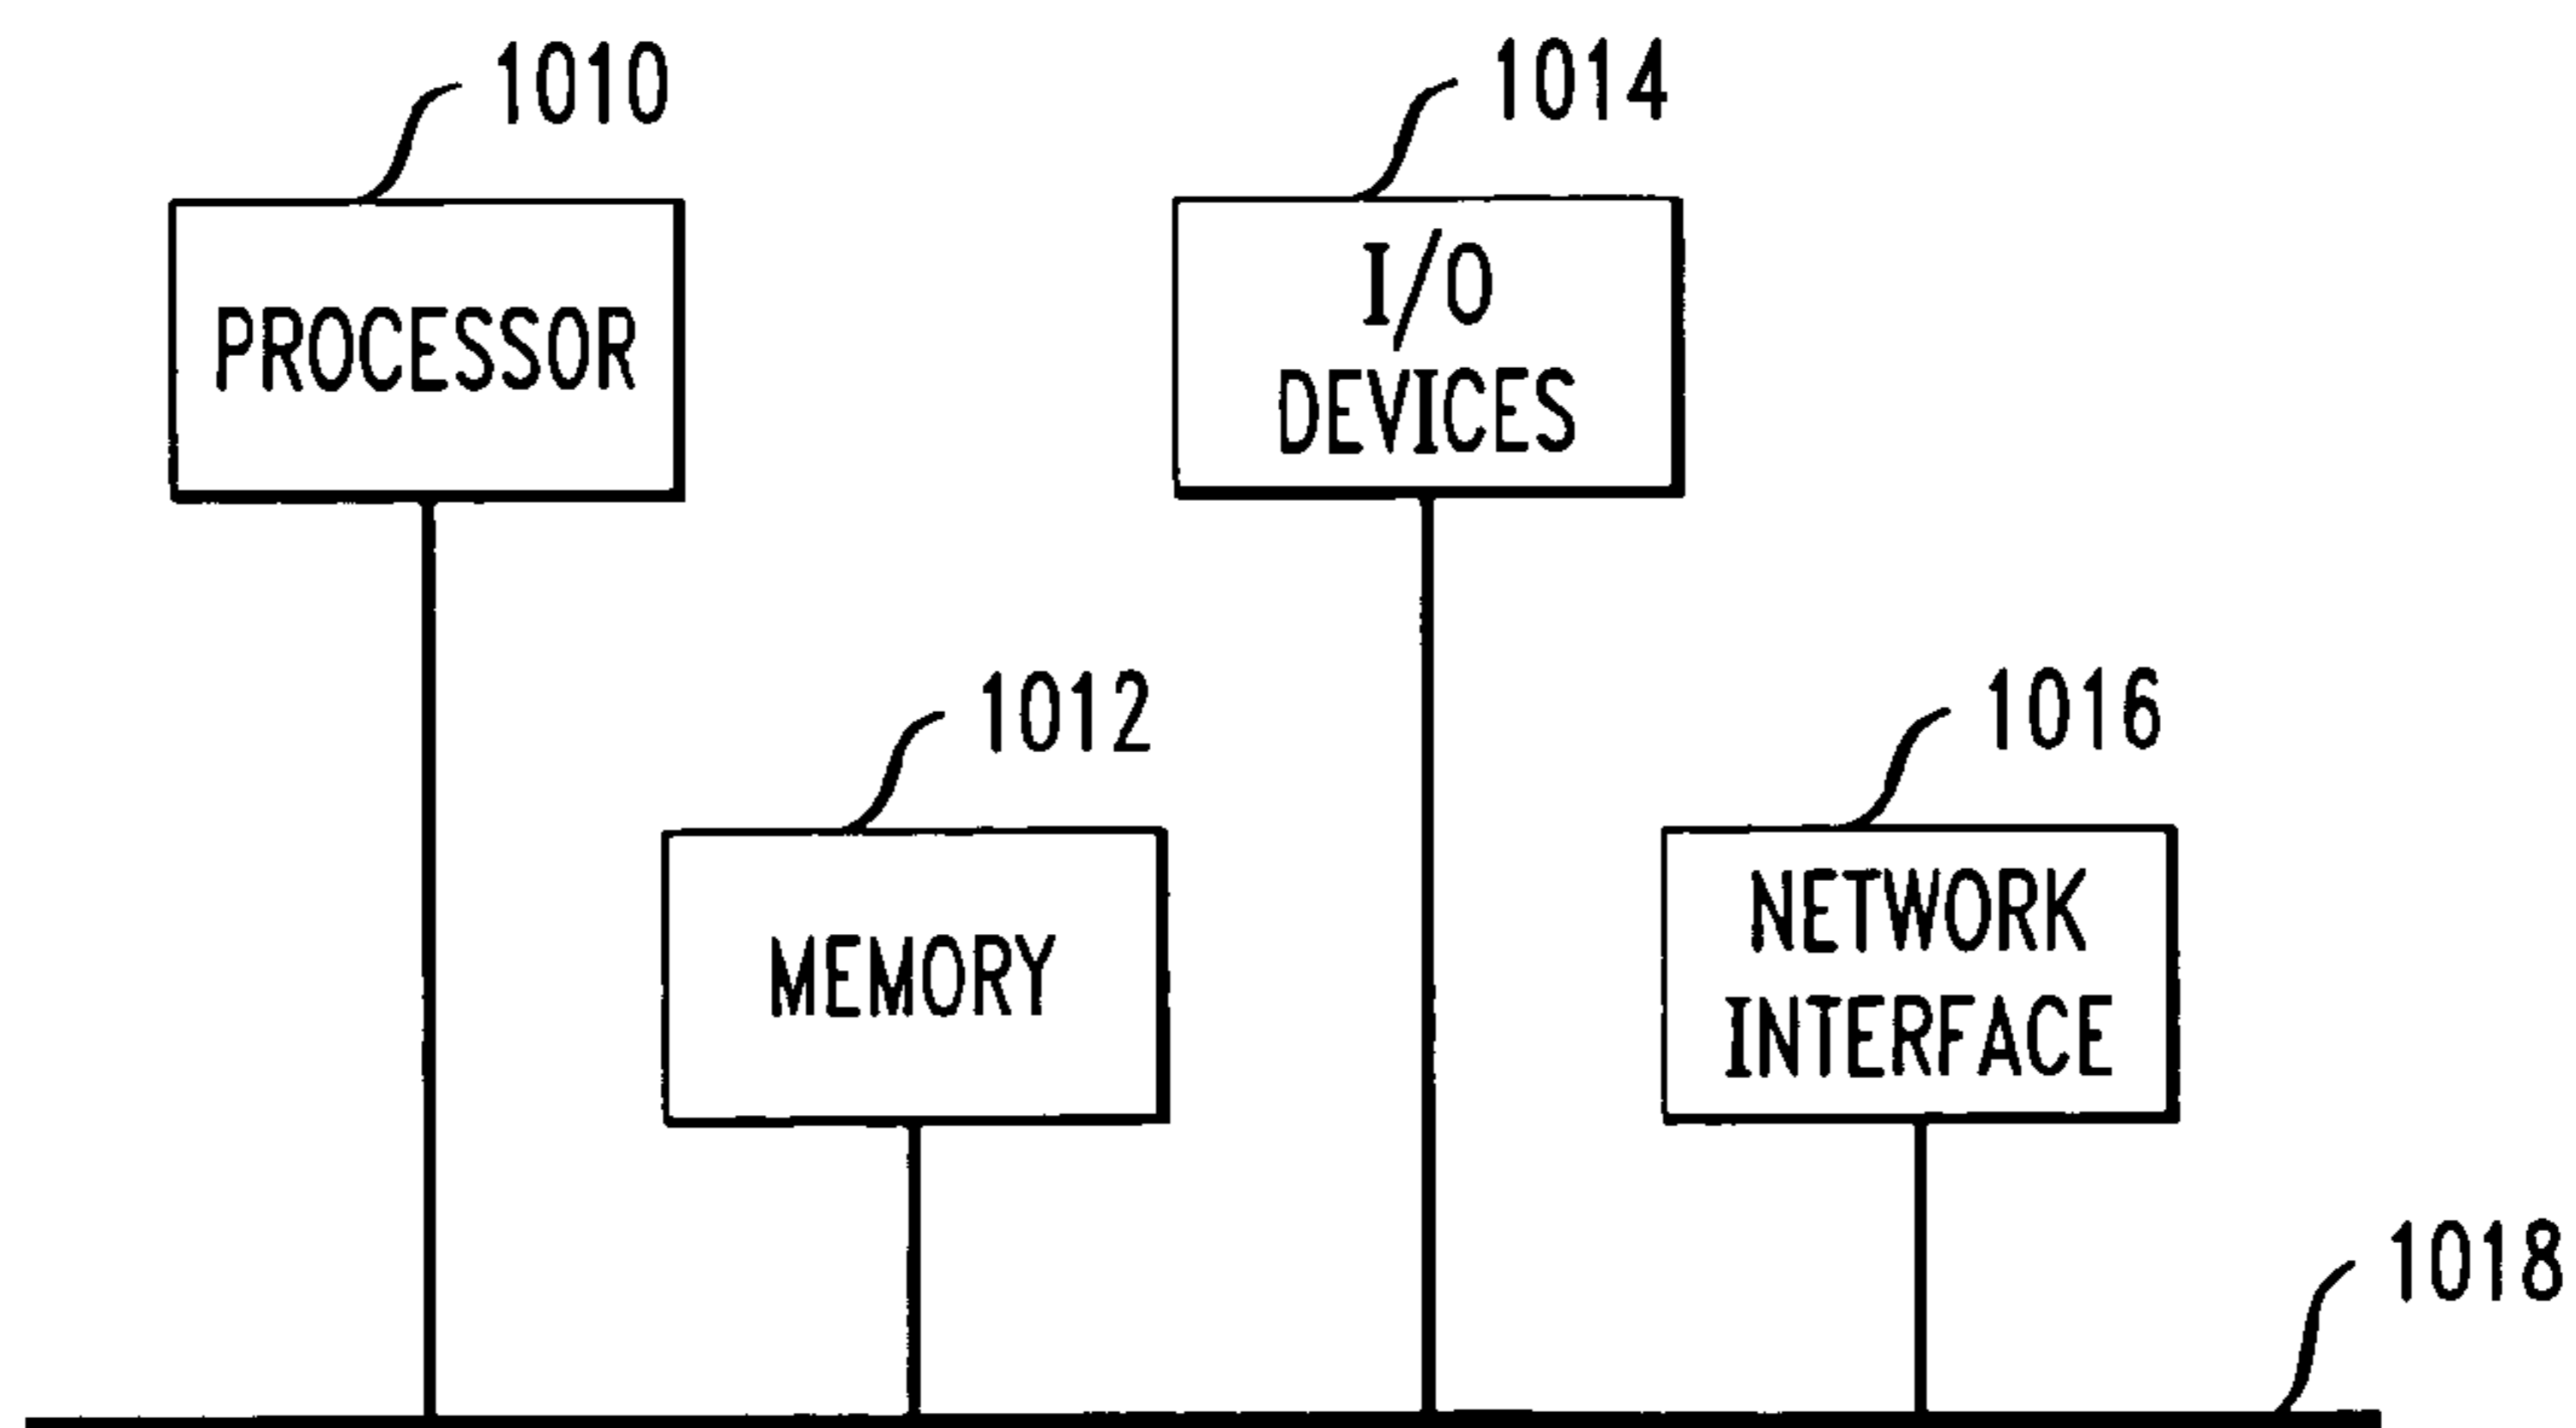 1010
PROCESSOR
1014
I/O
DEVICES
1012
MEMORY
1016
NETWORK
INTERFACE
1018